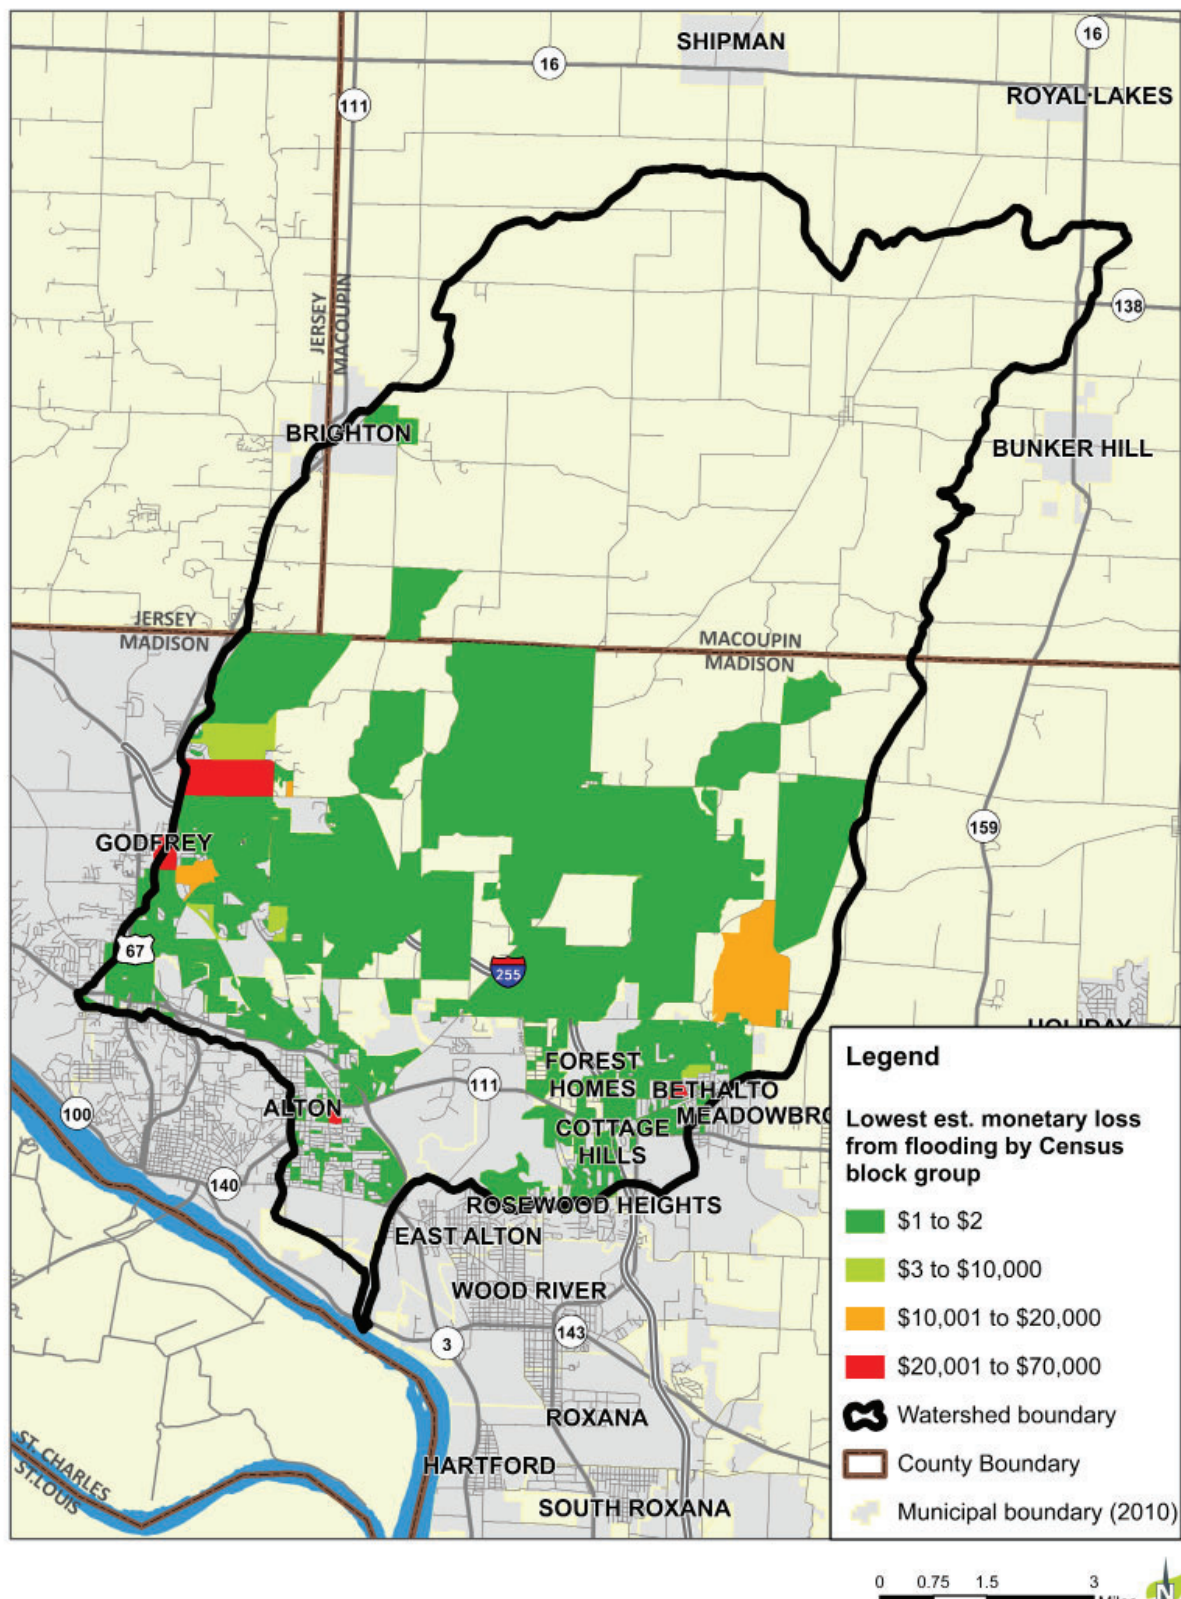 SHIPMAN
16
16
ROYAL LAKES
111
JERSEY
MACOUPIN
138
BRIGHTON
BUNKER HILL
JERSEY
MADISON
MACOUPIN
MADISON
159
GODFREY
67
255
FOREST
HOMES
111
BETHALTO
MEADOWBRO
100
ALTON
COTTAGE
HILLS
140
ROSEWOOD HEIGHTS
EAST ALTON
WOOD RIVER
3
143
ROXANA
HARTFORD
SOUTH ROXANA
ST. CHARLES
ST.LOUIS
Legend
Lowest est. monetary loss
from flooding by Census
block group
$1 to $2
$3 to $10,000
$10,001 to $20,000
$20,001 to $70,000
Watershed boundary
County Boundary
Municipal boundary (2010)
0 0.75 1.5 3
N